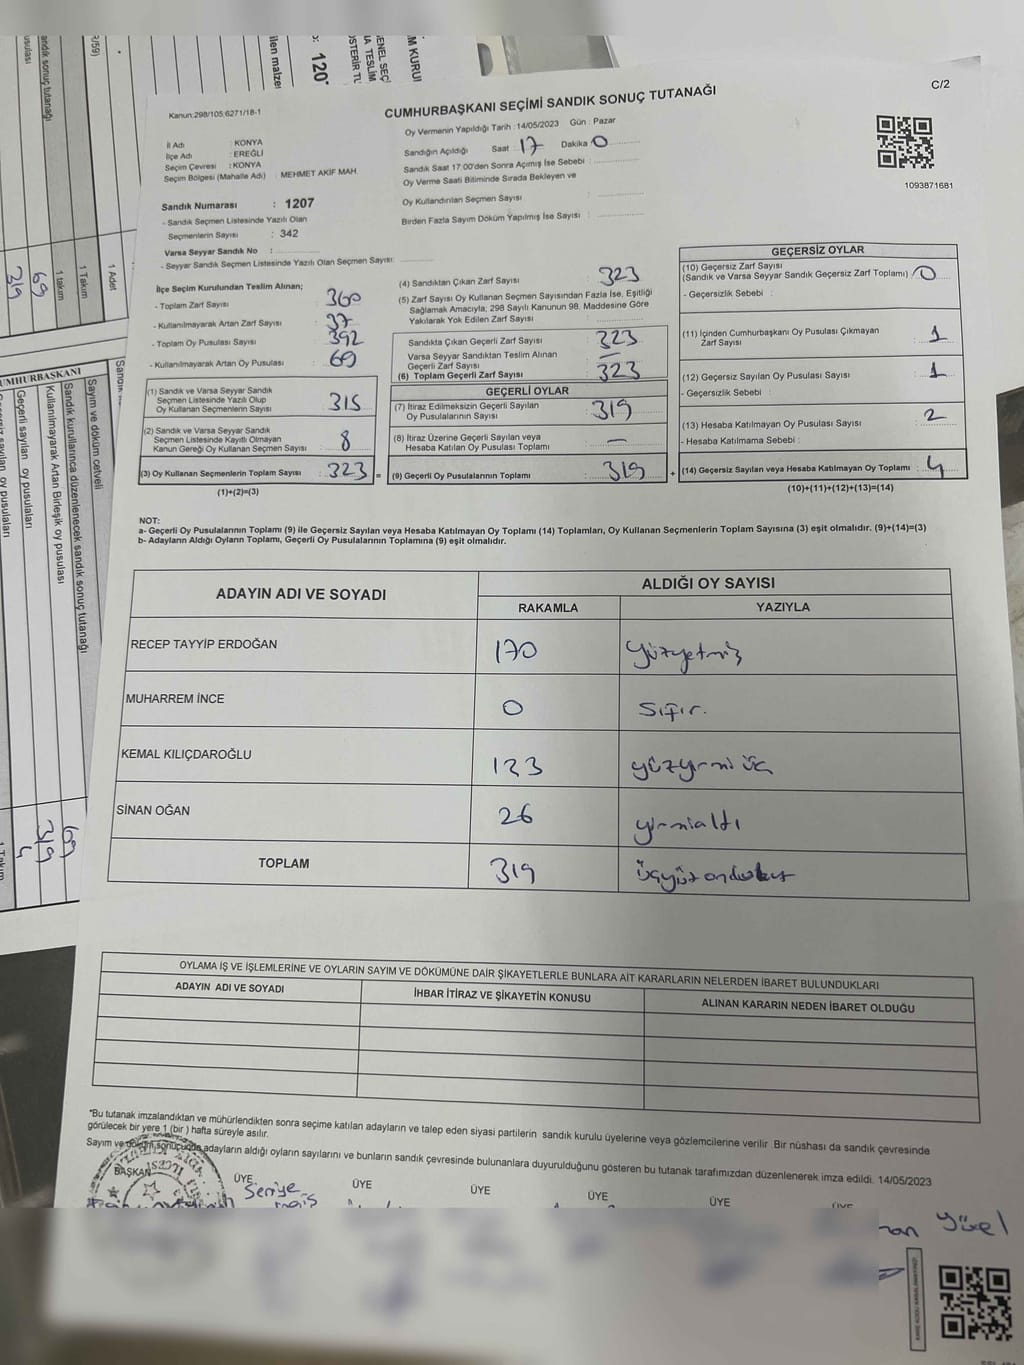 C/2
CUMHURBAŞKANI SEÇİMİ SANDIK SONUÇ TUTANAĞI
Kanun:298/105;6271/18-1
Oy Vermenin Yapıldığı Tarih : 14/05/2023 Gün : Pazar
İl Adı : KONYA
İlçe Adı : EREĞLİ
Seçim Çevresi : KONYA
Seçim Bölgesi (Mahalle Adı) : MEHMET AKİF MAH.
Sandığın Açıldığı Saat : 17 Dakika 0
Sandık Saat 17:00'den Sonra Açımış İse Sebebi :
Oy Verme Saati Bitiminde Sırada Bekleyen ve
Oy Kullandırılan Seçmen Sayısı :
Birden Fazla Sayım Döküm Yapılmış İse Sayısı :
1093871681
Sandık Numarası : 1207
- Sandık Seçmen Listesinde Yazılı Olan
Seçmenlerin Sayısı : 342
Varsa Seyyar Sandık No :
- Seyyar Sandık Seçmen Listesinde Yazılı Olan Seçmen Sayısı:
İlçe Seçim Kurulundan Teslim Alınan;
- Toplam Zarf Sayısı : 360
- Kullanılmayarak Artan Zarf Sayısı : 37
- Toplam Oy Pusulası Sayısı : 392
- Kullanılmayarak Artan Oy Pusulası : 69
(1) Sandık ve Varsa Seyyar Sandık
Seçmen Listesinde Yazılı Olup
Oy Kullanan Seçmenlerin Sayısı : 315
(2) Sandık ve Varsa Seyyar Sandık
Seçmen Listesinde Kayıtlı Olmayan
Kanun Gereği Oy Kullanan Seçmen Sayısı : 8
(3) Oy Kullanan Seçmenlerin Toplam Sayısı : 323 =
(1)+(2)=(3)
(4) Sandıktan Çıkan Zarf Sayısı : 323
(5) Zarf Sayısı Oy Kullanan Seçmen Sayısından Fazla İse, Eşitliği
Sağlamak Amacıyla; 298 Sayılı Kanunun 98. Maddesine Göre
Yakılarak Yok Edilen Zarf Sayısı :
Sandıkta Çıkan Geçerli Zarf Sayısı : 323
Varsa Seyyar Sandıktan Teslim Alınan
Geçerli Zarf Sayısı : —
(6) Toplam Geçerli Zarf Sayısı : 323
GEÇERLİ OYLAR
(7) İtiraz Edilmeksizin Geçerli Sayılan
Oy Pusulalarının Sayısı : 319
(8) İtiraz Üzerine Geçerli Sayılan veya
Hesaba Katılan Oy Pusulası Toplamı : —
(9) Geçerli Oy Pusulalarının Toplamı : 319 +
GEÇERSİZ OYLAR
(10) Geçersiz Zarf Sayısı
(Sandık ve Varsa Seyyar Sandık Geçersiz Zarf Toplamı) : 0
- Geçersizlik Sebebi :
(11) İçinden Cumhurbaşkanı Oy Pusulası Çıkmayan
Zarf Sayısı : 1
(12) Geçersiz Sayılan Oy Pusulası Sayısı : 1
- Geçersizlik Sebebi :
(13) Hesaba Katılmayan Oy Pusulası Sayısı : 2
- Hesaba Katılmama Sebebi :
(14) Geçersiz Sayılan veya Hesaba Katılmayan Oy Toplamı : 4
(10)+(11)+(12)+(13)=(14)
NOT:
a- Geçerli Oy Pusulalarının Toplamı (9) ile Geçersiz Sayılan veya Hesaba Katılmayan Oy Toplamı (14) Toplamları, Oy Kullanan Seçmenlerin Toplam Sayısına (3) eşit olmalıdır. (9)+(14)=(3)
b- Adayların Aldığı Oyların Toplamı, Geçerli Oy Pusulalarının Toplamına (9) eşit olmalıdır.
ADAYIN ADI VE SOYADI ALDIĞI OY SAYISI
RAKAMLA YAZIYLA
RECEP TAYYİP ERDOĞAN 170 yüzyetmiş
MUHARREM İNCE 0 Sıfır.
KEMAL KILIÇDAROĞLU 123 yüzyirmi üç
SİNAN OĞAN 26 yirmialtı
TOPLAM 319 üçyüz ondokuz
OYLAMA İŞ VE İŞLEMLERİNE VE OYLARIN SAYIM VE DÖKÜMÜNE DAİR ŞİKAYETLERLE BUNLARA AİT KARARLARIN NELERDEN İBARET BULUNDUKLARI
ADAYIN ADI VE SOYADI İHBAR İTİRAZ VE ŞİKAYETİN KONUSU ALINAN KARARIN NEDEN İBARET OLDUĞU
*Bu tutanak imzalandıktan ve mühürlendikten sonra seçime katılan adayların ve talep eden siyasi partilerin sandık kurulu üyelerine veya gözlemcilerine verilir. Bir nüshası da sandık çevresinde
görülecek bir yere 1 (bir ) hafta süreyle asılır.
Sayım ve döküm sonucunda adayların aldığı oyların sayılarını ve bunların sandık çevresinde bulunanlara duyurulduğunu gösteren bu tutanak tarafımızdan düzenlenerek imza edildi. 14/05/2023
BAŞKAN ÜYE ÜYE ÜYE ÜYE ÜYE ÜYE
Seniye
Yücel
UMHURBAŞKANI
Sayım ve döküm cetveli
Sandık kurullarınca düzenlenecek sandık sonuç tutanağı
Kullanılmayarak Artan Birleşik oy pusulası 69
Geçerli sayılan oy pusulaları 319
4
1 Adet
1 Takım
1 takım
69
319